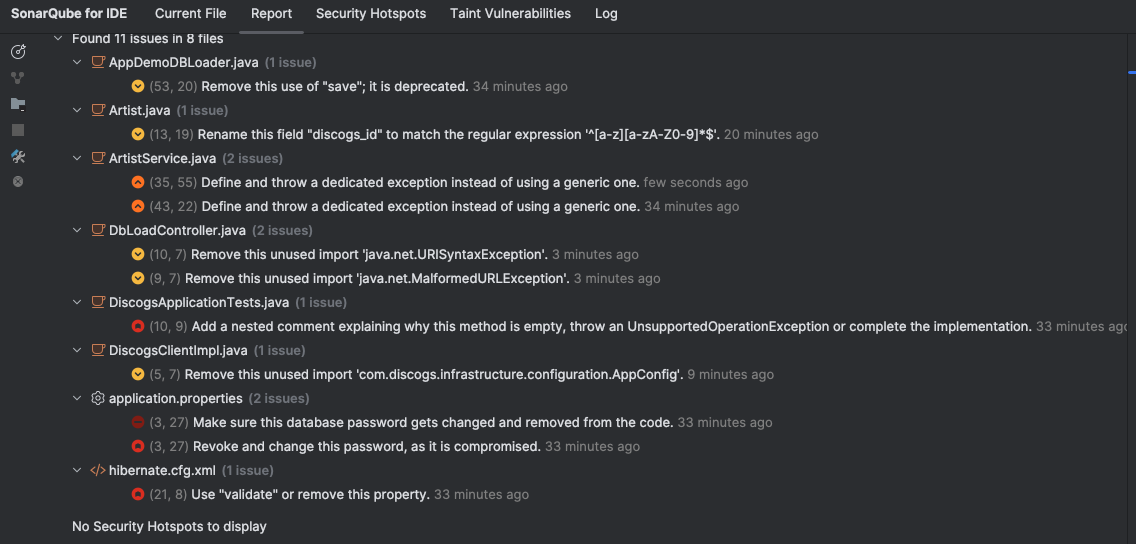 SonarQube for IDE Current File Report Security Hotspots Taint Vulnerabilities Log
Found 11 issues in 8 files
AppDemoDBLoader.java (1 issue)
(53, 20) Remove this use of "save"; it is deprecated. 34 minutes ago
Artist.java (1 issue)
(13, 19) Rename this field "discogs_id" to match the regular expression '^[a-z][a-zA-Z0-9]*$'. 20 minutes ago
ArtistService.java (2 issues)
(35, 55) Define and throw a dedicated exception instead of using a generic one. few seconds ago
(43, 22) Define and throw a dedicated exception instead of using a generic one. 34 minutes ago
DbLoadController.java (2 issues)
(10, 7) Remove this unused import 'java.net.URISyntaxException'. 3 minutes ago
(9, 7) Remove this unused import 'java.net.MalformedURLException'. 3 minutes ago
DiscogsApplicationTests.java (1 issue)
(10, 9) Add a nested comment explaining why this method is empty, throw an UnsupportedOperationException or complete the implementation. 33 minutes ago
DiscogsClientImpl.java (1 issue)
(5, 7) Remove this unused import 'com.discogs.infrastructure.configuration.AppConfig'. 9 minutes ago
application.properties (2 issues)
(3, 27) Make sure this database password gets changed and removed from the code. 33 minutes ago
(3, 27) Revoke and change this password, as it is compromised. 33 minutes ago
hibernate.cfg.xml (1 issue)
(21, 8) Use "validate" or remove this property. 33 minutes ago
No Security Hotspots to display